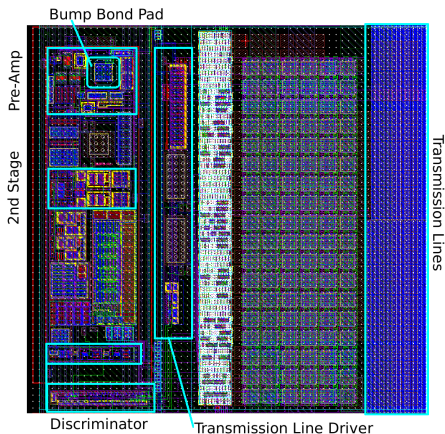 Bump Bond Pad
Pre-Amp
2nd Stage
Transmission Lines
Discriminator
Transmission Line Driver